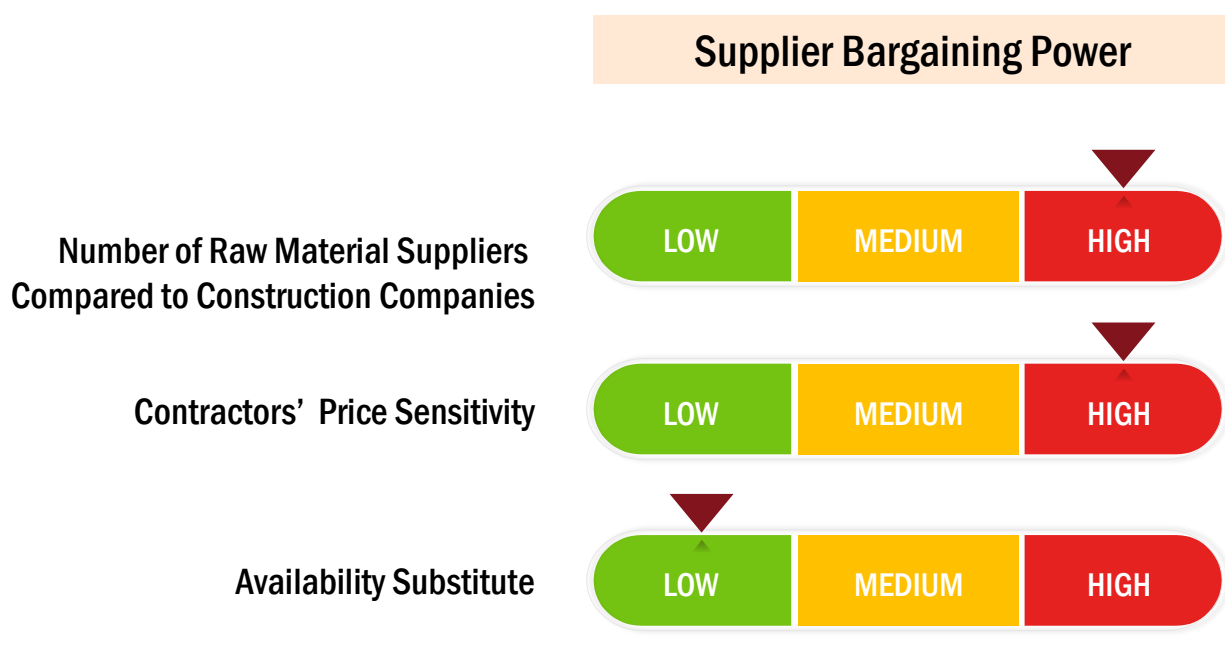 Supplier Bargaining Power
Number of Raw Material Suppliers
Compared to Construction Companies
LOW MEDIUM HIGH
Contractors’ Price Sensitivity
LOW MEDIUM HIGH
Availability Substitute
LOW MEDIUM HIGH